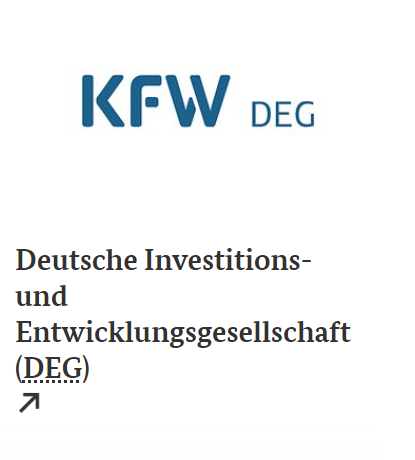 KFW DEG
Deutsche Investitions-
und
Entwicklungsgesellschaft
(DEG)